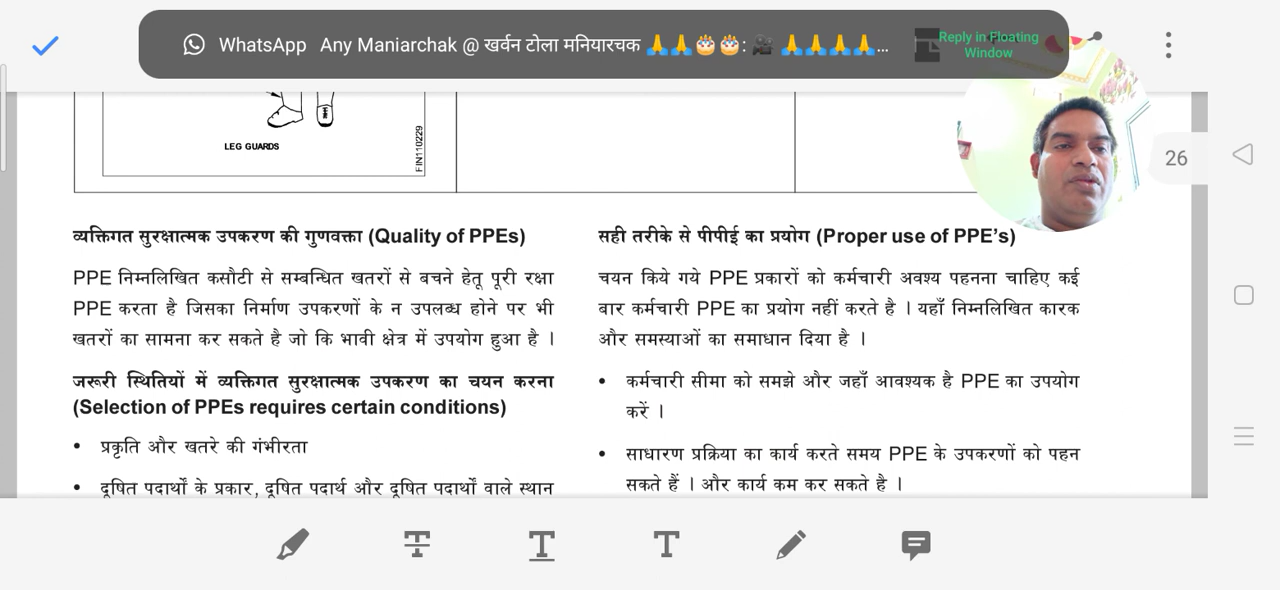 WhatsApp Any Maniarchak @ खर्वन टोला मनियारचक 🙏🙏🎂🎂: 🎥 🙏🙏🙏🙏...
Reply in Floating
Window
LEG GUARDS
FIN110229
26
व्यक्तिगत सुरक्षात्मक उपकरण की गुणवक्ता (Quality of PPEs)
PPE निम्नलिखित कसौटी से सम्बन्धित खतरों से बचने हेतू पूरी रक्षा
PPE करता है जिसका निर्माण उपकरणों के न उपलब्ध होने पर भी
खतरों का सामना कर सकते है जो कि भावी क्षेत्र में उपयोग हुआ है ।
जरूरी स्थितियों में व्यक्तिगत सुरक्षात्मक उपकरण का चयन करना
(Selection of PPEs requires certain conditions)
• प्रकृति और खतरे की गंभीरता
• दूषित पदार्थों के प्रकार, दूषित पदार्थ और दूषित पदार्थों वाले स्थान
सही तरीके से पीपीई का प्रयोग (Proper use of PPE's)
चयन किये गये PPE प्रकारों को कर्मचारी अवश्य पहनना चाहिए कई
बार कर्मचारी PPE का प्रयोग नहीं करते है । यहाँ निम्नलिखित कारक
और समस्याओं का समाधान दिया है ।
• कर्मचारी सीमा को समझे और जहाँ आवश्यक है PPE का उपयोग
करें ।
• साधारण प्रक्रिया का कार्य करते समय PPE के उपकरणों को पहन
सकते हैं । और कार्य कम कर सकते है ।